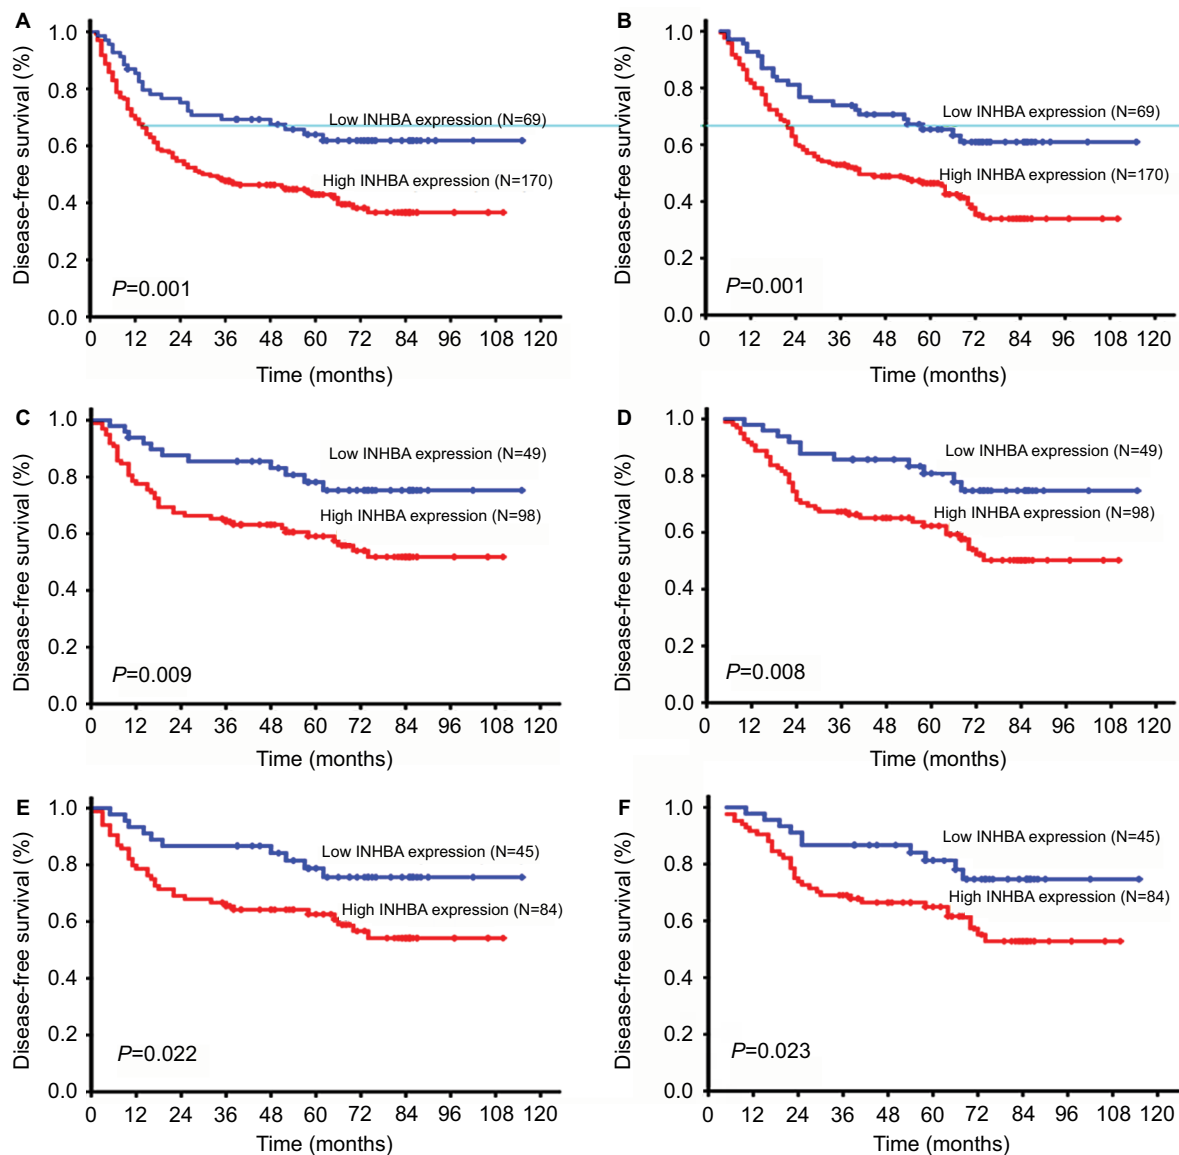 A
Disease-free survival (%)
1.0
0.8
0.6
0.4
0.2
0.0
Low INHBA expression (N=69)
High INHBA expression (N=170)
P=0.001
0 12 24 36 48 60 72 84 96 108 120
Time (months)
B
Disease-free survival (%)
1.0
0.8
0.6
0.4
0.2
0.0
Low INHBA expression (N=69)
High INHBA expression (N=170)
P=0.001
0 12 24 36 48 60 72 84 96 108 120
Time (months)
C
Disease-free survival (%)
1.0
0.8
0.6
0.4
0.2
0.0
Low INHBA expression (N=49)
High INHBA expression (N=98)
P=0.009
0 12 24 36 48 60 72 84 96 108 120
Time (months)
D
Disease-free survival (%)
1.0
0.8
0.6
0.4
0.2
0.0
Low INHBA expression (N=49)
High INHBA expression (N=98)
P=0.008
0 12 24 36 48 60 72 84 96 108 120
Time (months)
E
Disease-free survival (%)
1.0
0.8
0.6
0.4
0.2
0.0
Low INHBA expression (N=45)
High INHBA expression (N=84)
P=0.022
0 12 24 36 48 60 72 84 96 108 120
Time (months)
F
Disease-free survival (%)
1.0
0.8
0.6
0.4
0.2
0.0
Low INHBA expression (N=45)
High INHBA expression (N=84)
P=0.023
0 12 24 36 48 60 72 84 96 108 120
Time (months)